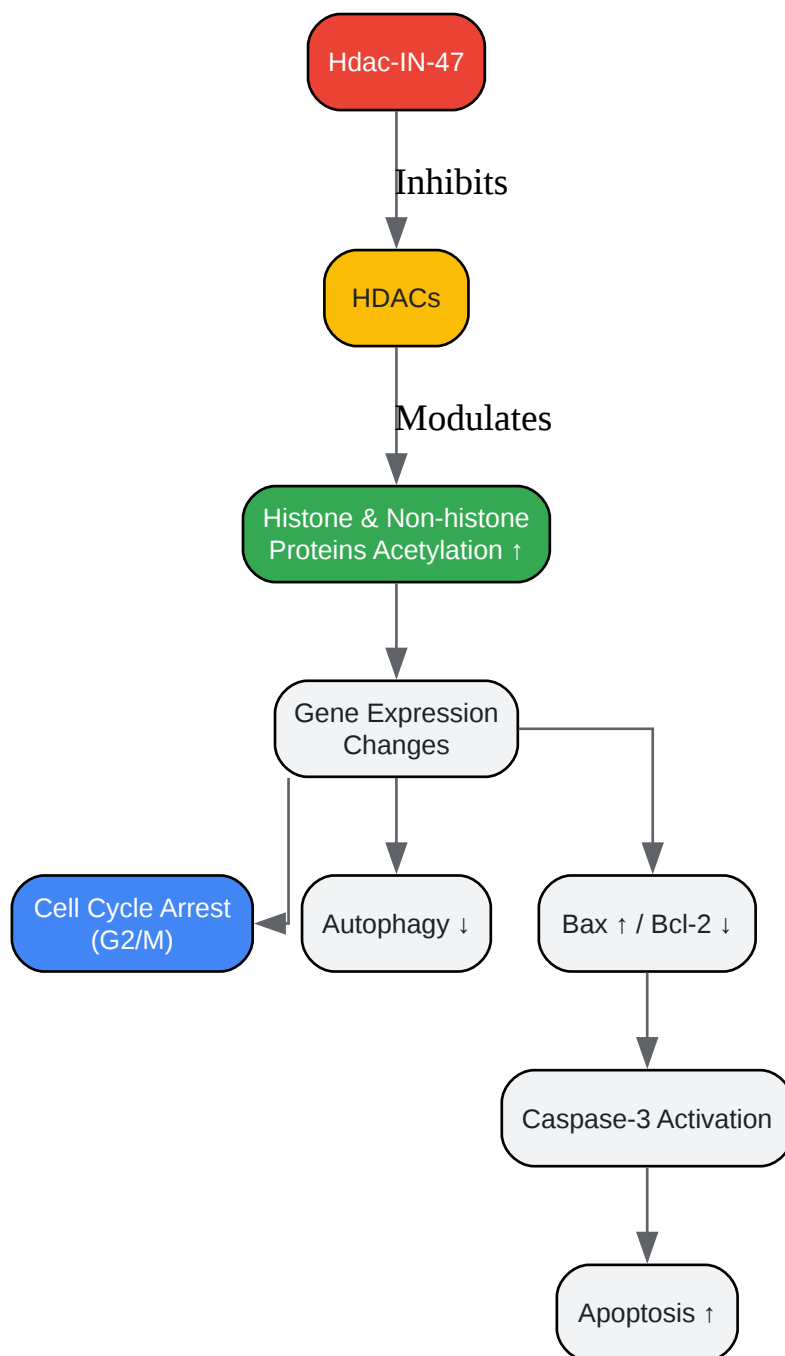 Hdac-IN-47
Inhibits
HDACs
Modulates
Histone & Non-histone
Proteins Acetylation ↑
Gene Expression
Changes
Cell Cycle Arrest
(G2/M)
Autophagy ↓
Bax ↑ / Bcl-2 ↓
Caspase-3 Activation
Apoptosis ↑